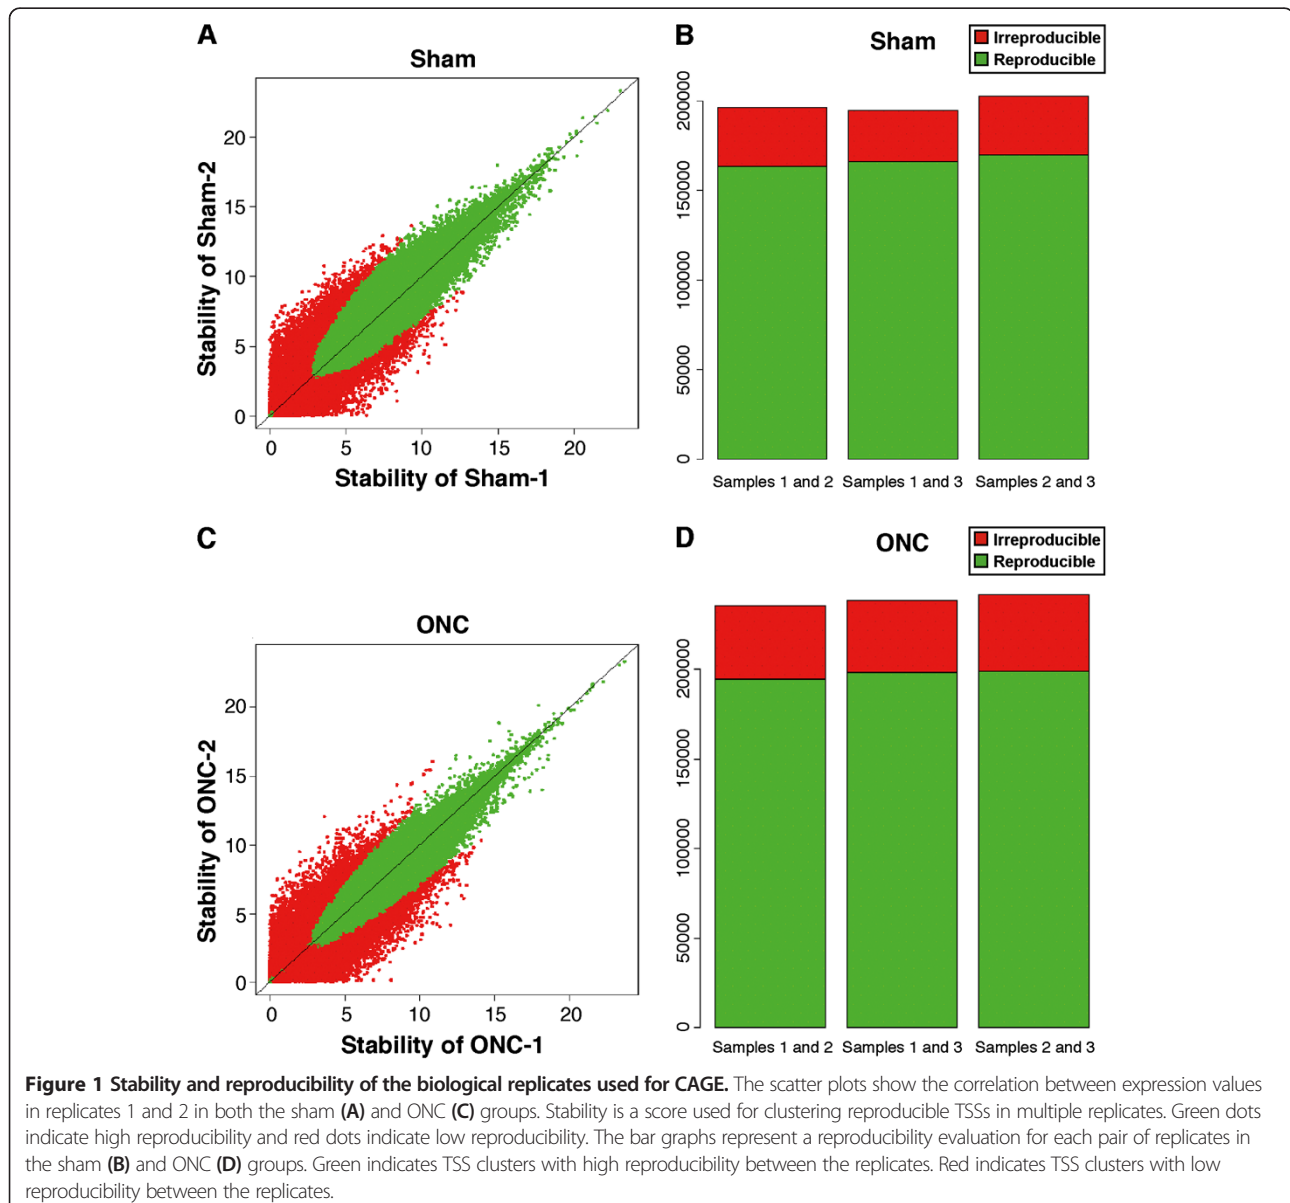 A
Sham
Stability of Sham-2
20
15
10
5
0
0 5 10 15 20
Stability of Sham-1
B
Sham
Irreproducible
Reproducible
200000
150000
100000
50000
0
Samples 1 and 2 Samples 1 and 3 Samples 2 and 3
C
ONC
Stability of ONC-2
20
15
10
5
0
0 5 10 15 20
Stability of ONC-1
D
ONC
Irreproducible
Reproducible
200000
150000
100000
50000
0
Samples 1 and 2 Samples 1 and 3 Samples 2 and 3
Figure 1 Stability and reproducibility of the biological replicates used for CAGE. The scatter plots show the correlation between expression values
in replicates 1 and 2 in both the sham (A) and ONC (C) groups. Stability is a score used for clustering reproducible TSSs in multiple replicates. Green dots
indicate high reproducibility and red dots indicate low reproducibility. The bar graphs represent a reproducibility evaluation for each pair of replicates in
the sham (B) and ONC (D) groups. Green indicates TSS clusters with high reproducibility between the replicates. Red indicates TSS clusters with low
reproducibility between the replicates.